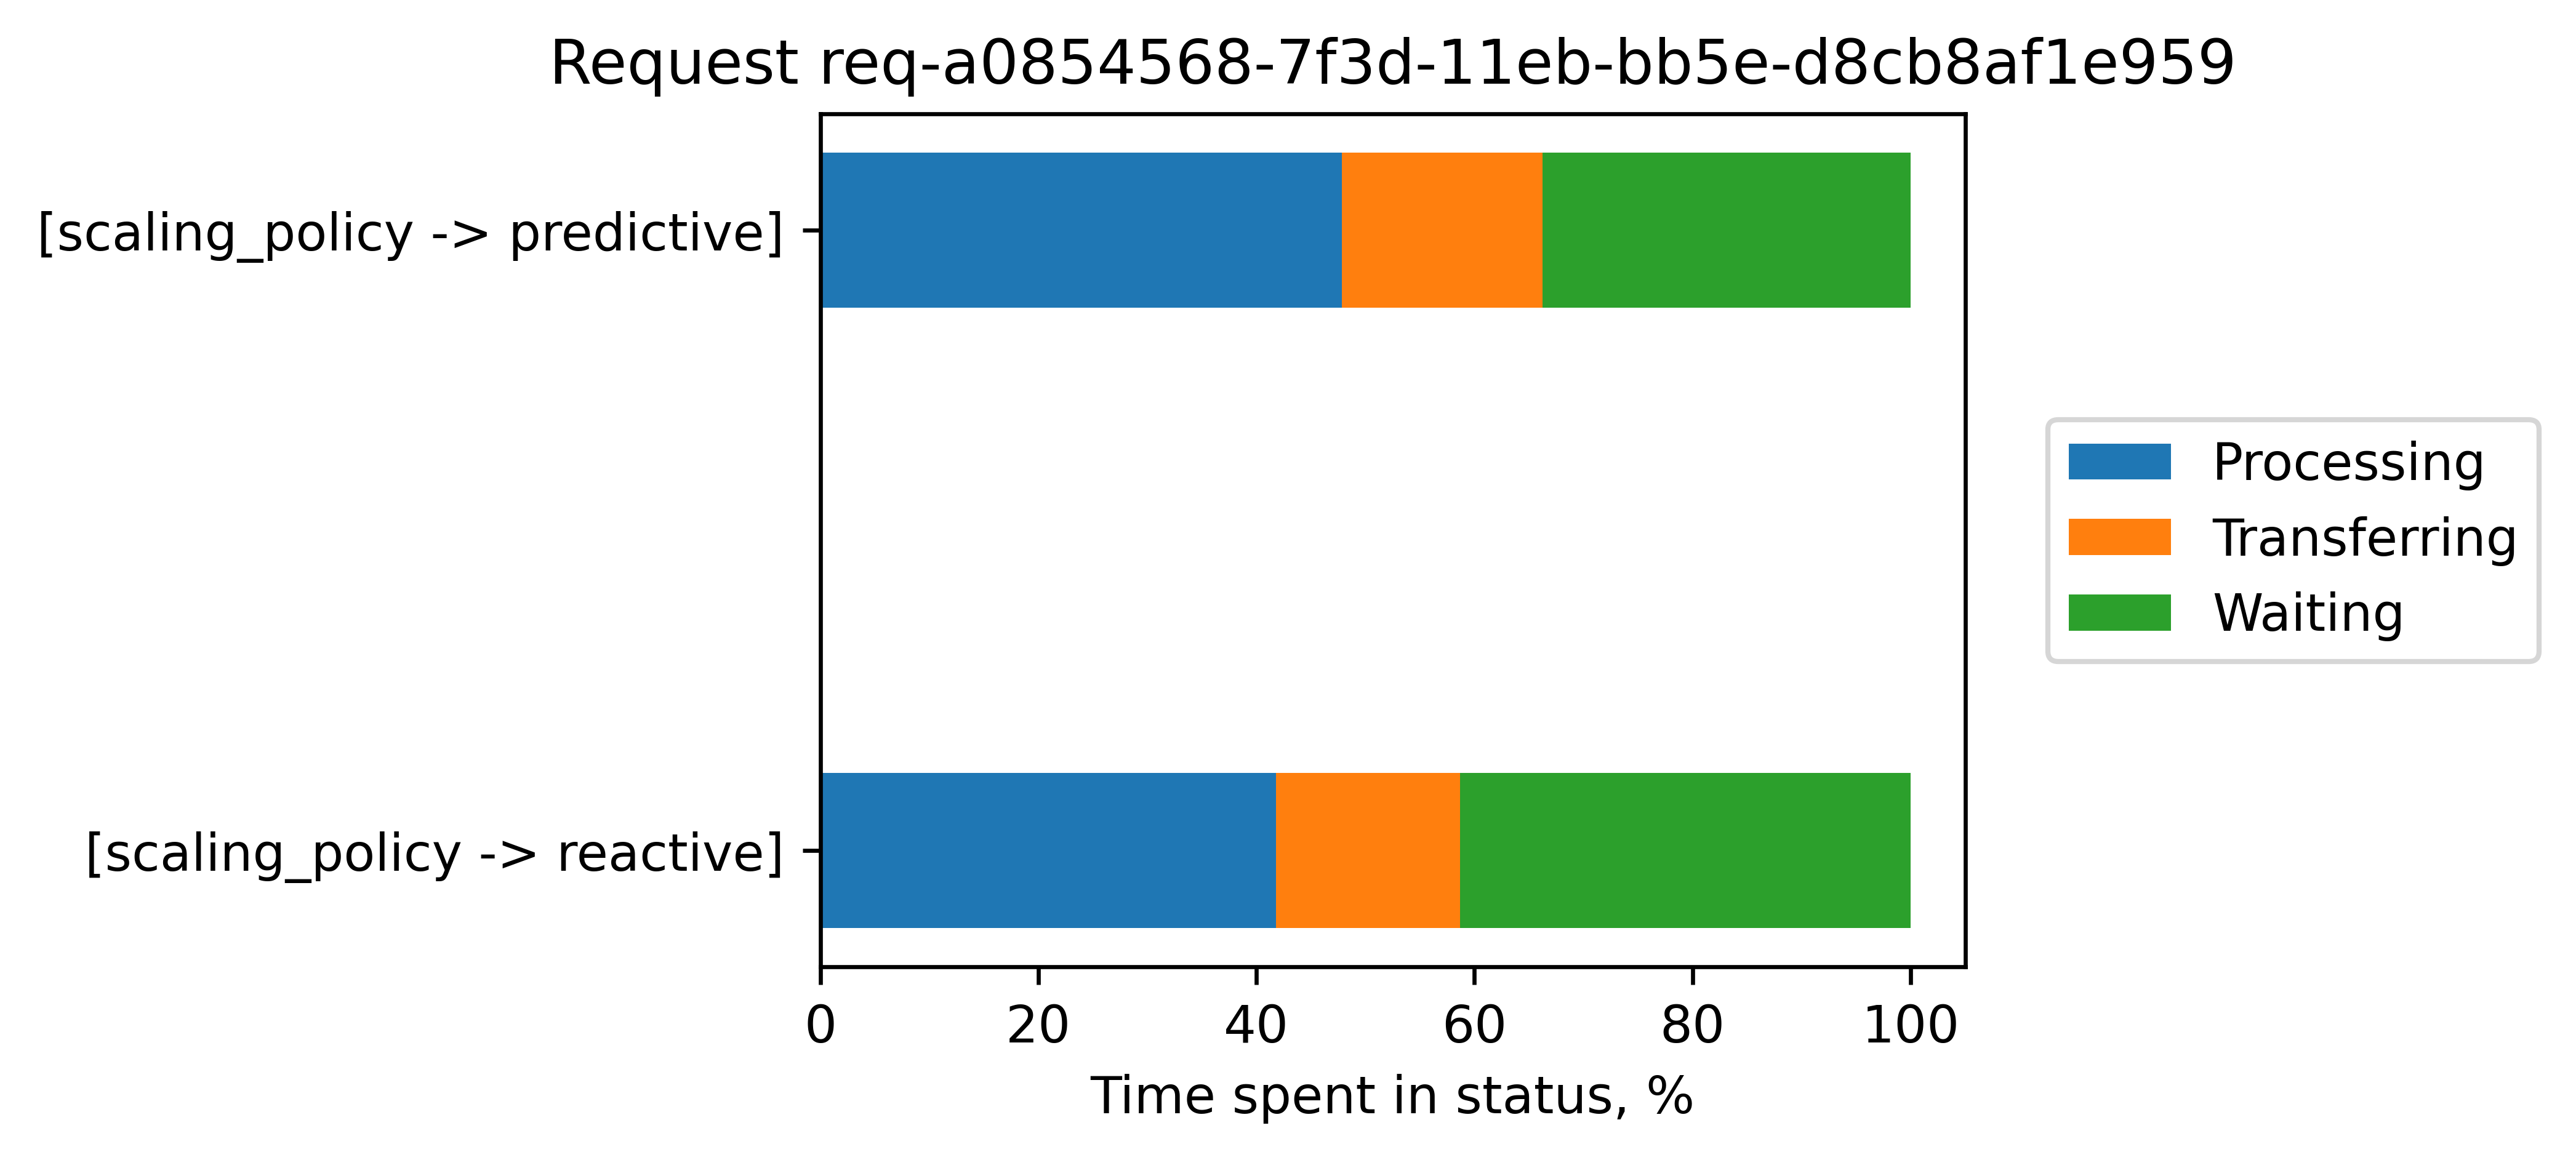 Request req-a0854568-7f3d-11eb-bb5e-d8cb8af1e959
[scaling_policy -> predictive]
[scaling_policy -> reactive]
Processing
Transferring
Waiting
0 20 40 60 80 100
Time spent in status, %